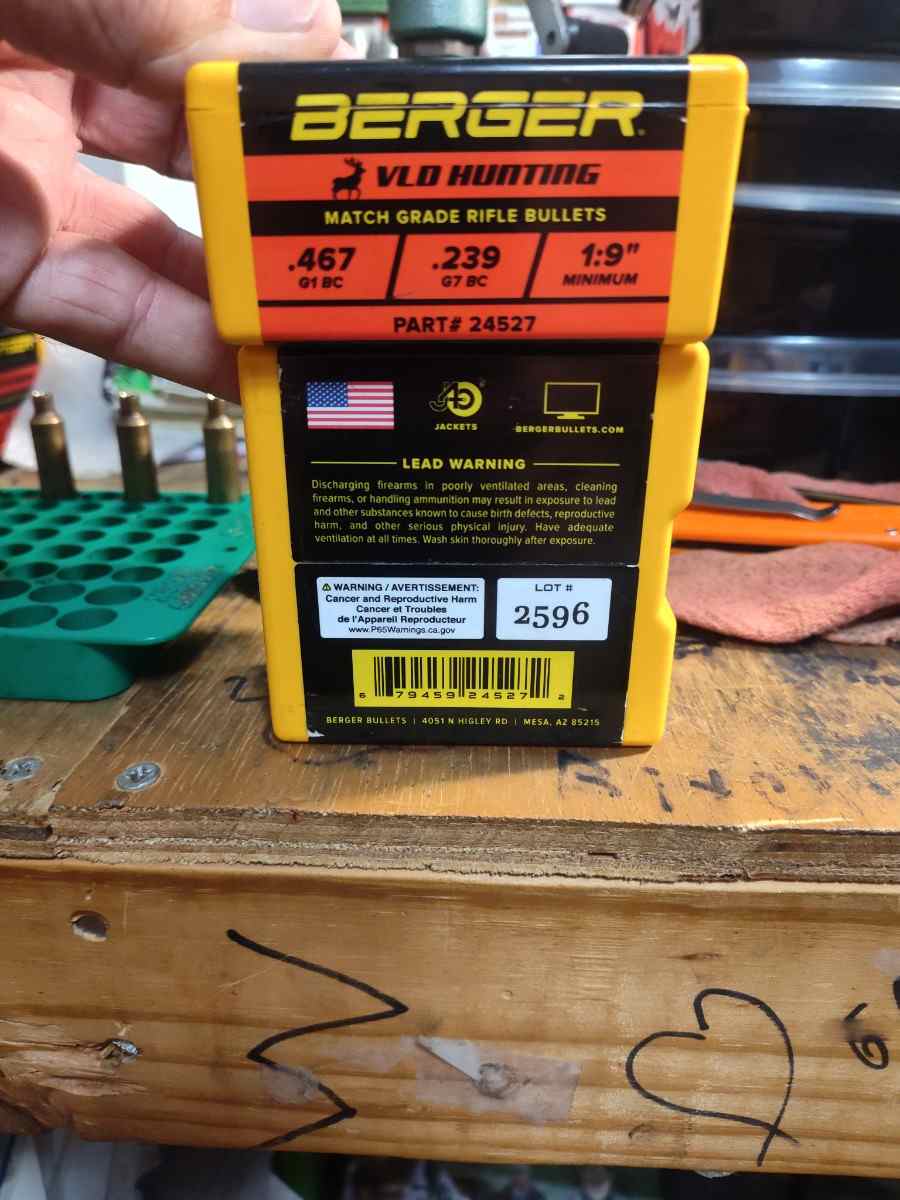 BERGER
VLD HUNTING
MATCH GRADE RIFLE BULLETS
.467 .239 1:9"
G1 BC G7 BC MINIMUM
PART# 24527
J4
JACKETS BERGERBULLETS.COM
LEAD WARNING
Discharging firearms in poorly ventilated areas, cleaning
firearms, or handling ammunition may result in exposure to lead
and other substances known to cause birth defects, reproductive
harm, and other serious physical injury. Have adequate
ventilation at all times. Wash skin thoroughly after exposure.
WARNING / AVERTISSEMENT:
Cancer and Reproductive Harm
Cancer et Troubles
de l'Appareil Reproducteur
www.P65Warnings.ca.gov
LOT #
2596
6 79459 24527 2
BERGER BULLETS | 4051 N HIGLEY RD | MESA, AZ 85215